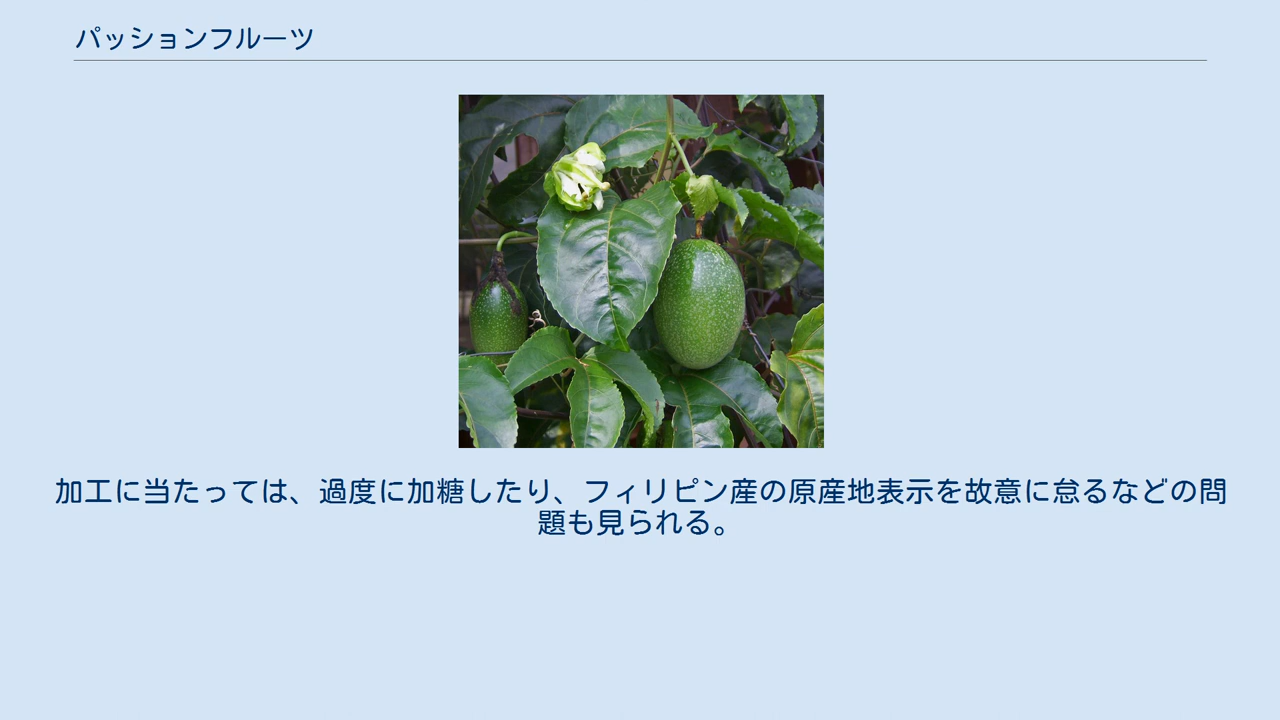 パッションフルーツ
加工に当たっては、過度に加糖したり、フィリピン産の原産地表示を故意に怠るなどの問
題も見られる。